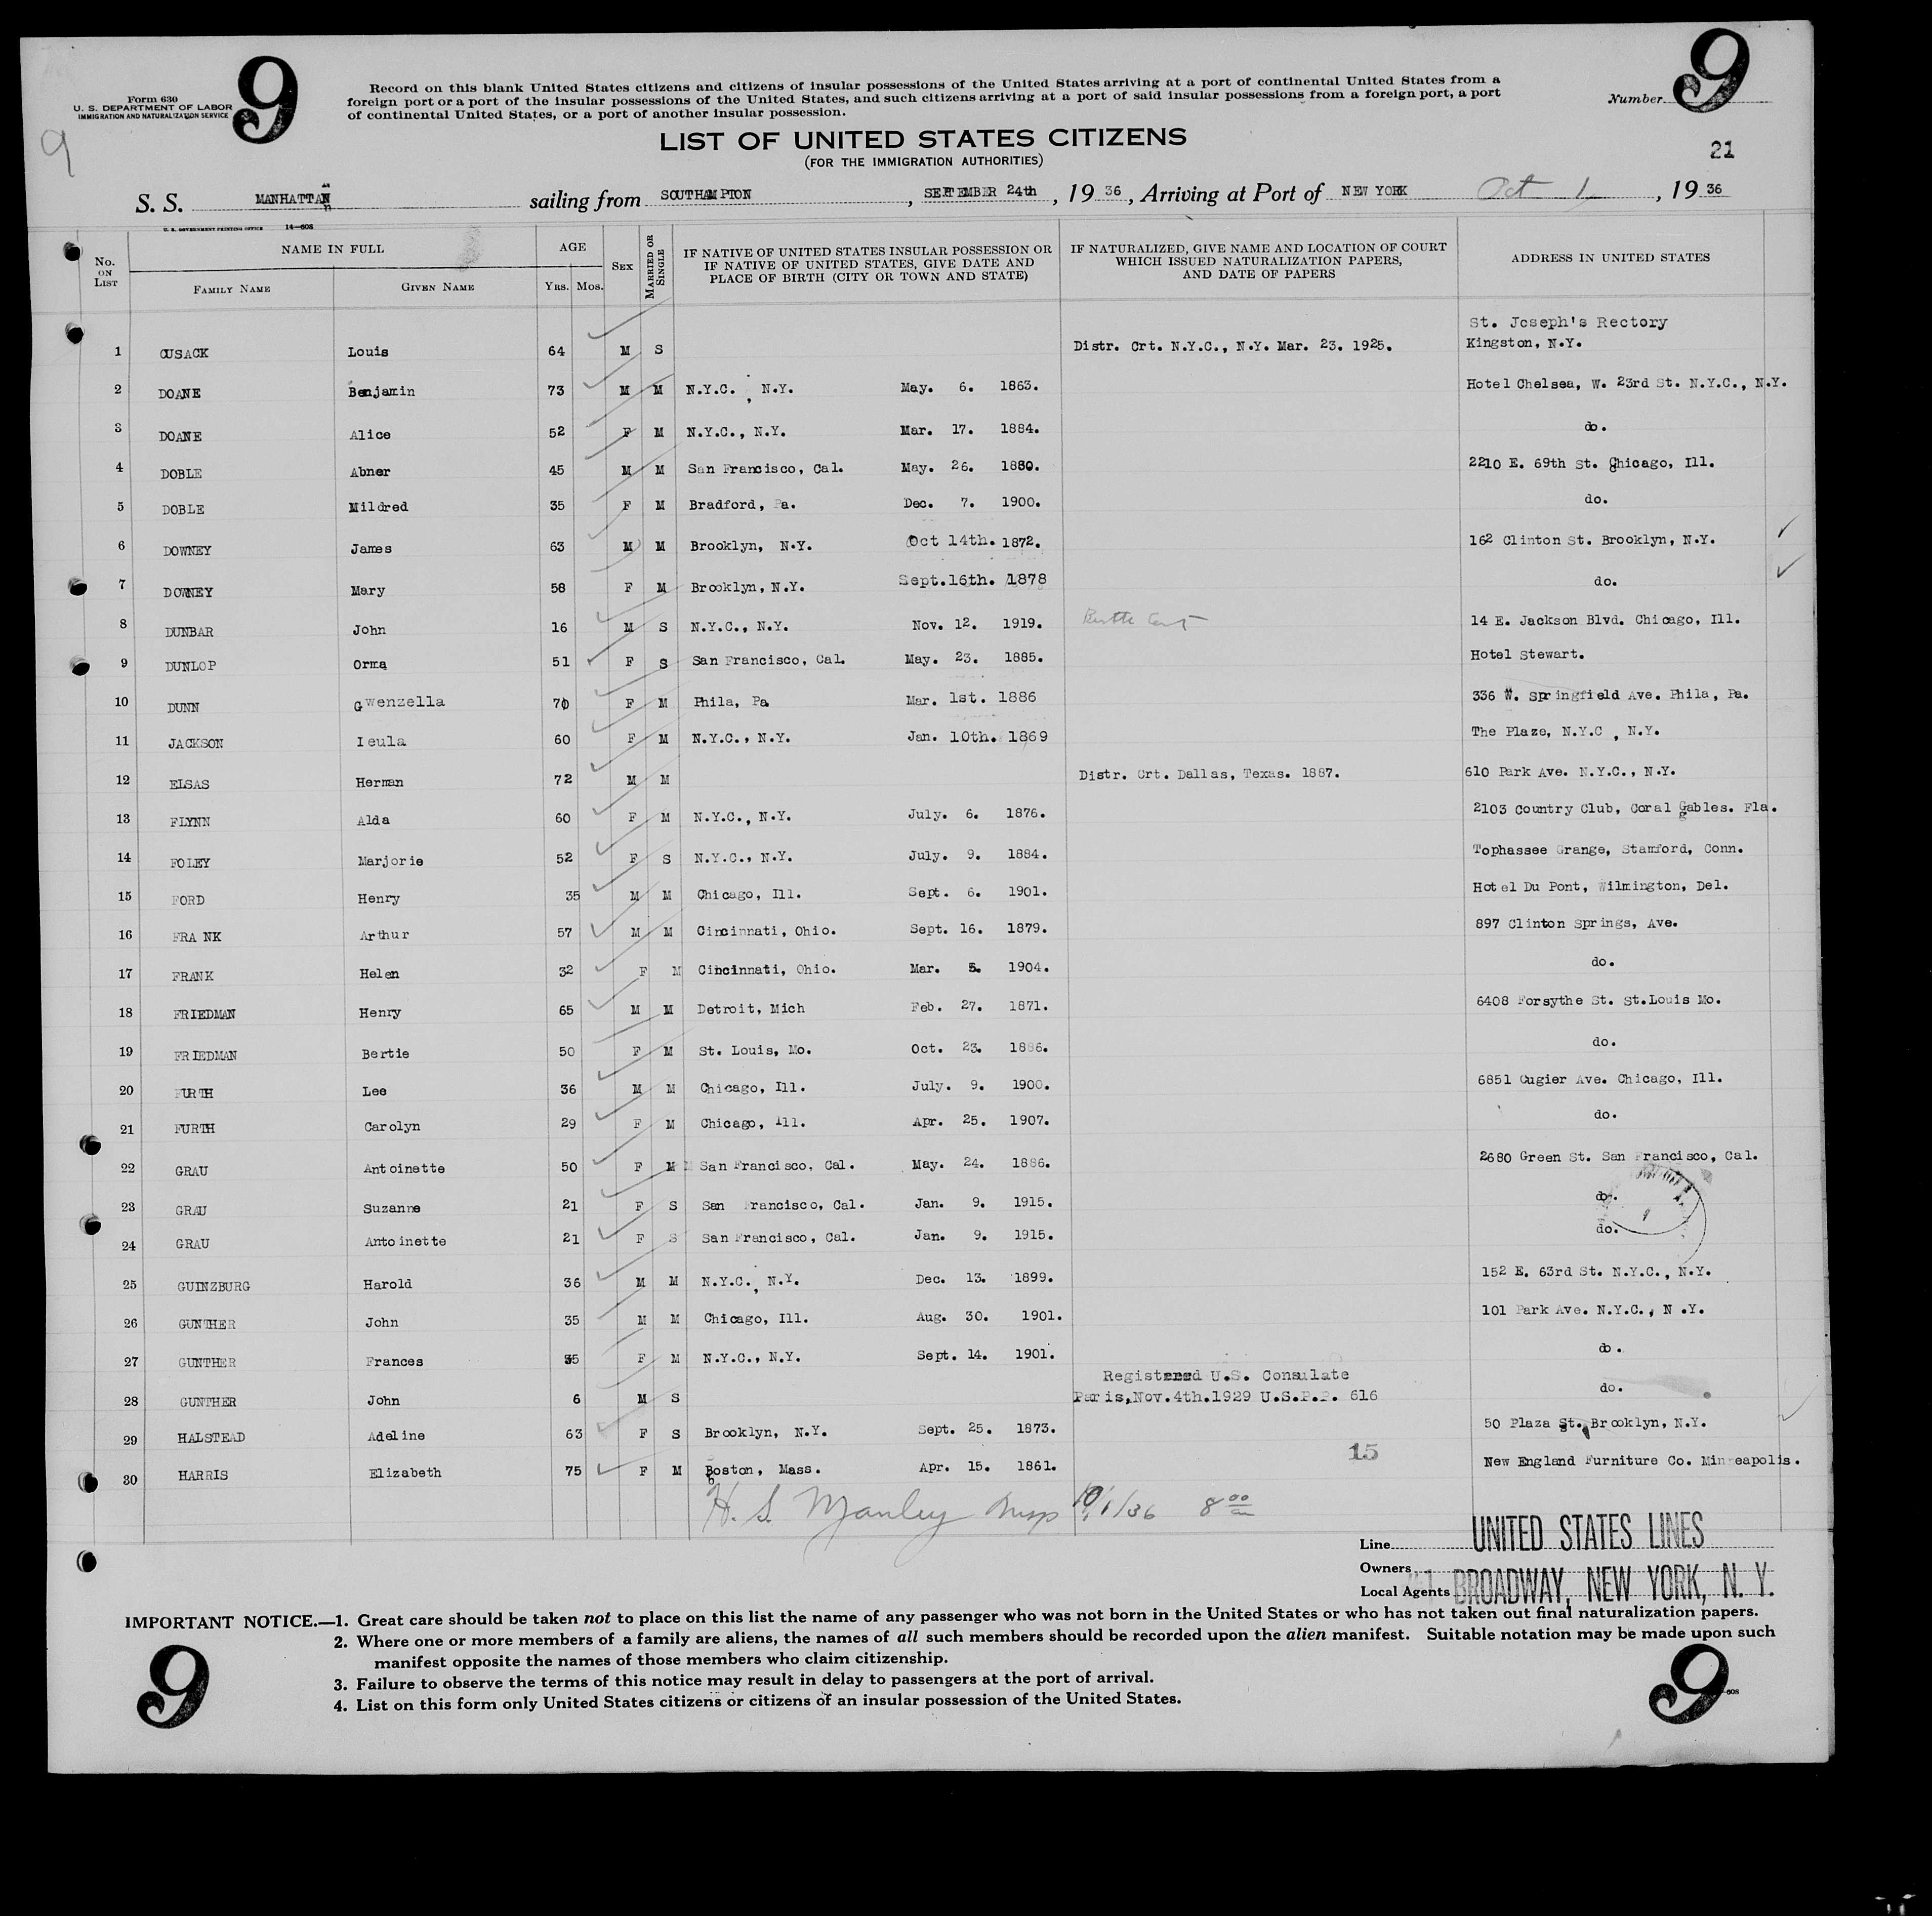 9
9
Form 630
U. S. DEPARTMENT OF LABOR
IMMIGRATION AND NATURALIZATION SERVICE
Record on this blank United States citizens and citizens of insular possessions of the United States arriving at a port of continental United States from a
foreign port or a port of the insular possessions of the United States, and such citizens arriving at a port of said insular possessions from a foreign port, a port
of continental United States, or a port of another insular possession.
Number
9
LIST OF UNITED STATES CITIZENS
(FOR THE IMMIGRATION AUTHORITIES)
21
S. S. MANHATTAN sailing from SOUTHAMPTON, SEPTEMBER 24th, 1936, Arriving at Port of NEW YORK Oct 1, 1936
U. S. GOVERNMENT PRINTING OFFICE 14—608
No. ON LIST
NAME IN FULL
FAMILY NAME
GIVEN NAME
AGE
YRS. MOS.
SEX
MARRIED OR SINGLE
IF NATIVE OF UNITED STATES INSULAR POSSESSION OR
IF NATIVE OF UNITED STATES, GIVE DATE AND
PLACE OF BIRTH (CITY OR TOWN AND STATE)
IF NATURALIZED, GIVE NAME AND LOCATION OF COURT
WHICH ISSUED NATURALIZATION PAPERS,
AND DATE OF PAPERS
ADDRESS IN UNITED STATES
St. Joseph's Rectory
1 CUSACK Louis 64 M S Distr. Crt. N.Y.C., N.Y. Mar. 23. 1925. Kingston, N.Y.
2 DOANE Benjamin 73 M M N.Y.C. , N.Y. May. 6. 1863. Hotel Chelsea, W. 23rd St. N.Y.C., N.Y.
3 DOANE Alice 52 F M N.Y.C., N.Y. Mar. 17. 1884. do.
4 DOBLE Abner 45 M M San Francisco, Cal. May. 26. 1880. 2210 E. 69th St. Chicago, Ill.
5 DOBLE Mildred 35 F M Bradford, Pa. Dec. 7. 1900. do.
6 DOWNEY James 63 M M Brooklyn, N.Y. Oct 14th. 1872. 162 Clinton St. Brooklyn, N.Y.
7 DOWNEY Mary 58 F M Brooklyn, N.Y. Sept.16th. 1878 do.
8 DUNBAR John 16 M S N.Y.C., N.Y. Nov. 12. 1919. 14 E. Jackson Blvd. Chicago, Ill.
9 DUNLOP Orma 51 F S San Francisco, Cal. May. 23. 1885. Hotel Stewart.
10 DUNN Gwenzella 70 F M Phila, Pa Mar. 1st. 1886 336 W. Springfield Ave. Phila, Pa.
11 JACKSON Ieula 60 F M N.Y.C., N.Y. Jan. 10th. 1869 The Plaze, N.Y.C , N.Y.
12 ELSAS Herman 72 M M Distr. Crt. Dallas, Texas. 1887. 610 Park Ave. N.Y.C., N.Y.
13 FLYNN Alda 60 F M N.Y.C., N.Y. July. 6. 1876. 2103 Country Club, Coral Gables. Fla.
14 FOLEY Marjorie 52 F S N.Y.C., N.Y. July. 9. 1884. Tophassee Grange, Stamford, Conn.
15 FORD Henry 35 M M Chicago, Ill. Sept. 6. 1901. Hotel Du Pont, Wilmington, Del.
16 FRANK Arthur 57 M M Cincinnati, Ohio. Sept. 16. 1879. 897 Clinton Springs, Ave.
17 FRANK Helen 32 F M Cincinnati, Ohio. Mar. 5. 1904. do.
18 FRIEDMAN Henry 65 M M Detroit, Mich Feb. 27. 1871. 6408 Forsythe St. St.Louis Mo.
19 FRIEDMAN Bertie 50 F M St. Louis, Mo. Oct. 23. 1886. do.
20 FURTH Lee 36 M M Chicago, Ill. July. 9. 1900. 6851 Cugier Ave. Chicago, Ill.
21 FURTH Carolyn 29 F M Chicago, Ill. Apr. 25. 1907. do.
22 GRAU Antoinette 50 F M San Francisco, Cal. May. 24. 1886. 2680 Green St. San Francisco, Cal.
23 GRAU Suzanne 21 F S San Francisco, Cal. Jan. 9. 1915. do.
24 GRAU Antoinette 21 F S San Francisco, Cal. Jan. 9. 1915. do.
25 GUINZBURG Harold 36 M M N.Y.C., N.Y. Dec. 13. 1899. 152 E. 63rd St. N.Y.C., N.Y.
26 GUNTHER John 35 M M Chicago, Ill. Aug. 30. 1901. 101 Park Ave. N.Y.C., N.Y.
27 GUNTHER Frances 35 F M N.Y.C., N.Y. Sept. 14. 1901. do.
Registered U.S. Consulate
28 GUNTHER John 6 M S Paris,Nov.4th.1929 U.S.P.P. 616 do.
29 HALSTEAD Adeline 63 F S Brooklyn, N.Y. Sept. 25. 1873. 50 Plaza St. Brooklyn, N.Y.
15
30 HARRIS Elizabeth 75 F M Boston, Mass. Apr. 15. 1861. New England Furniture Co. Minneapolis.
H. S. Manley Insp 10/1/36 8 00
Line UNITED STATES LINES
Owners
Local Agents BROADWAY, NEW YORK, N. Y.
IMPORTANT NOTICE.—1. Great care should be taken not to place on this list the name of any passenger who was not born in the United States or who has not taken out final naturalization papers.
2. Where one or more members of a family are aliens, the names of all such members should be recorded upon the alien manifest. Suitable notation may be made upon such
manifest opposite the names of those members who claim citizenship.
3. Failure to observe the terms of this notice may result in delay to passengers at the port of arrival.
4. List on this form only United States citizens or citizens of an insular possession of the United States.
9
9